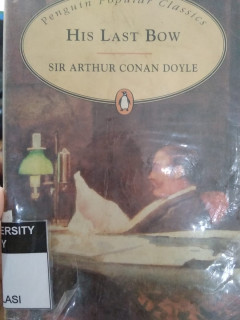 Penguin Popular Classics
HIS LAST BOW
SIR ARTHUR CONAN DOYLE
ERSITY
Y
LASI